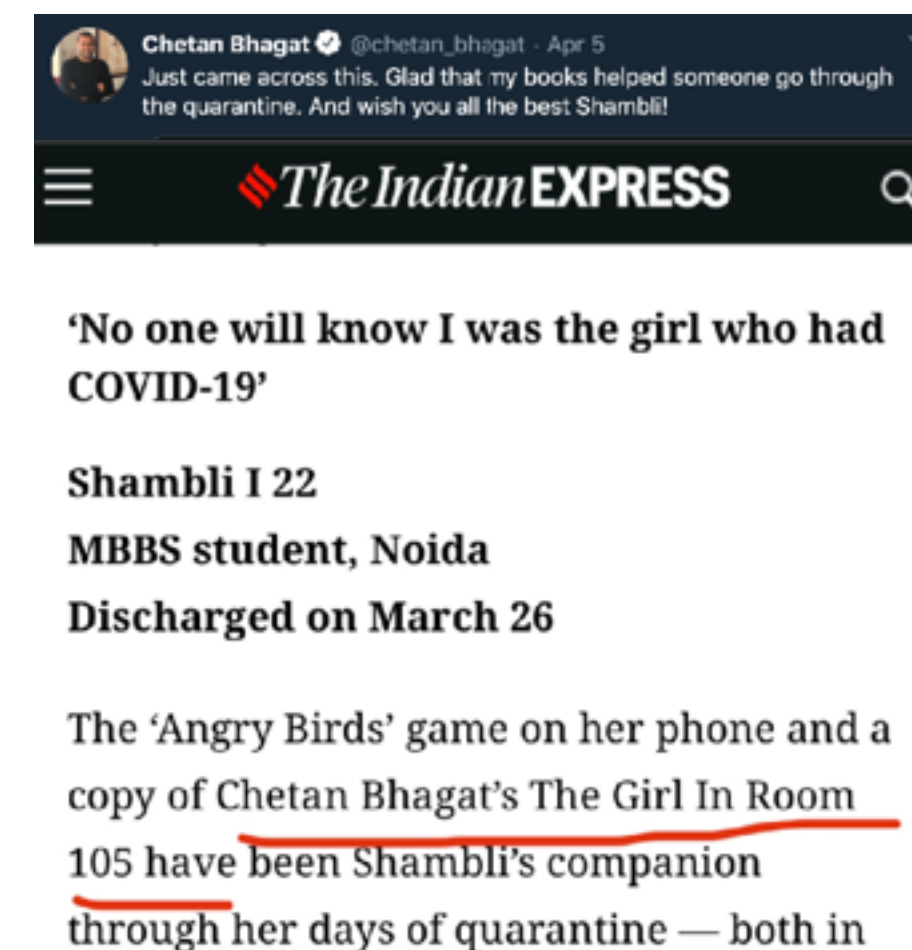 Chetan Bhagat @chetan_bhagat · Apr 5
Just came across this. Glad that my books helped someone go through
the quarantine. And wish you all the best Shambli!
The Indian EXPRESS
‘No one will know I was the girl who had
COVID-19’
Shambli I 22
MBBS student, Noida
Discharged on March 26
The ‘Angry Birds’ game on her phone and a
copy of Chetan Bhagat’s The Girl In Room
105 have been Shambli’s companion
through her days of quarantine — both in